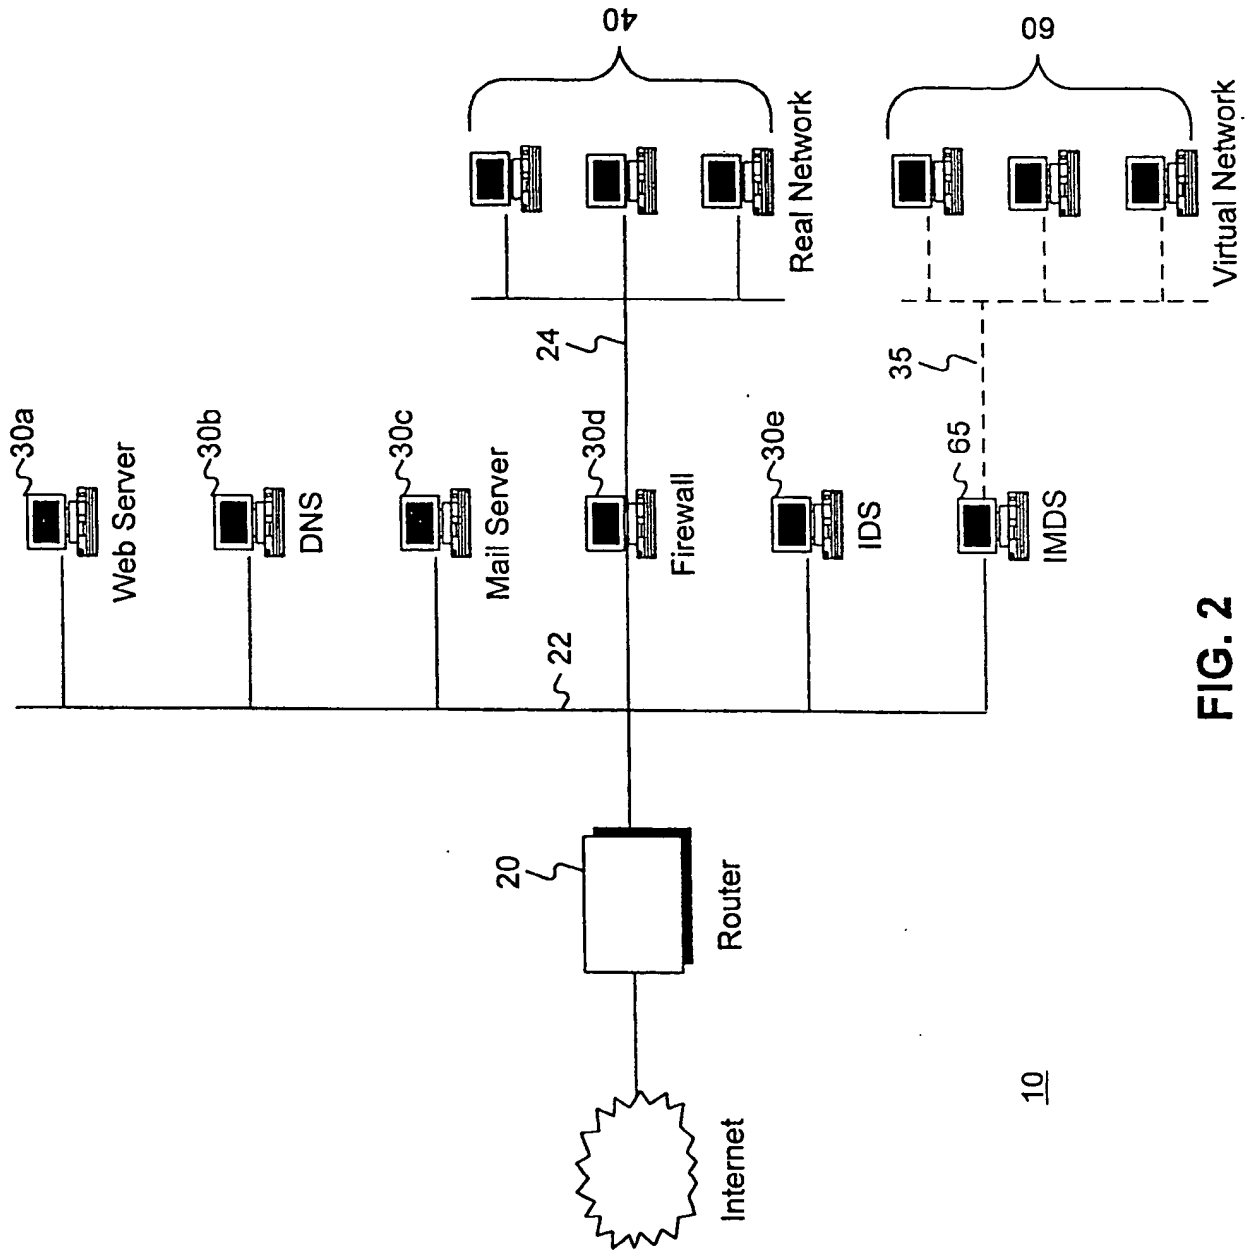 30a
Web Server
30b
DNS
30c
Mail Server
30d
Firewall
30e
IDS
65
IMDS
22
24
35
40
Real Network
60
Virtual Network
20
Router
Internet
10
FIG. 2